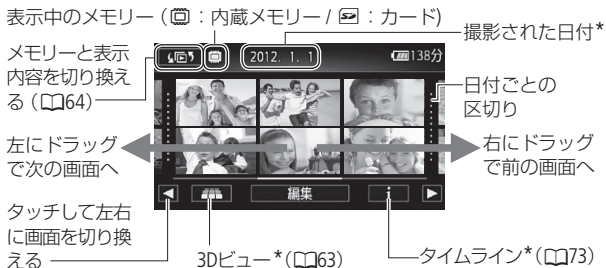 表示中のメモリー（ ：内蔵メモリー / ：カード)
撮影された日付*
メモリーと表示
内容を切り換え
る（ 64）
2012. 1. 1
138分
日付ごとの
区切り
左にドラッグ
で次の画面へ
右にドラッグ
で前の画面へ
編集
i
タッチして左右
に画面を切り換
える
3Dビュー*( 63)
タイムライン*( 73)